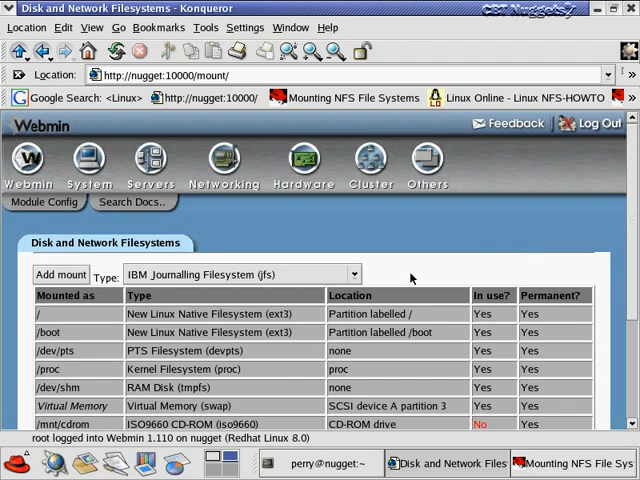 Disk and Network Filesystems - Konqueror
CBT Nuggets
Location Edit View Go Bookmarks Tools Settings Window Help
Location: http://nugget:10000/mount/
Google Search: <Linux> http://nugget:10000/ Mounting NFS File Systems Linux Online - Linux NFS-HOWTO
Webmin Feedback Log Out
Webmin System Servers Networking Hardware Cluster Others
Module Config Search Docs..
Disk and Network Filesystems
Add mount Type: IBM Journalling Filesystem (jfs)
Mounted as Type Location In use? Permanent?
/ New Linux Native Filesystem (ext3) Partition labelled / Yes Yes
/boot New Linux Native Filesystem (ext3) Partition labelled /boot Yes Yes
/dev/pts PTS Filesystem (devpts) none Yes Yes
/proc Kernel Filesystem (proc) proc Yes Yes
/dev/shm RAM Disk (tmpfs) none Yes Yes
Virtual Memory Virtual Memory (swap) SCSI device A partition 3 Yes Yes
/mnt/cdrom ISO9660 CD-ROM (iso9660) CD-ROM drive No Yes
root logged into Webmin 1.110 on nugget (Redhat Linux 8.0)
perry@nugget:~ Disk and Network Files Mounting NFS File Sys